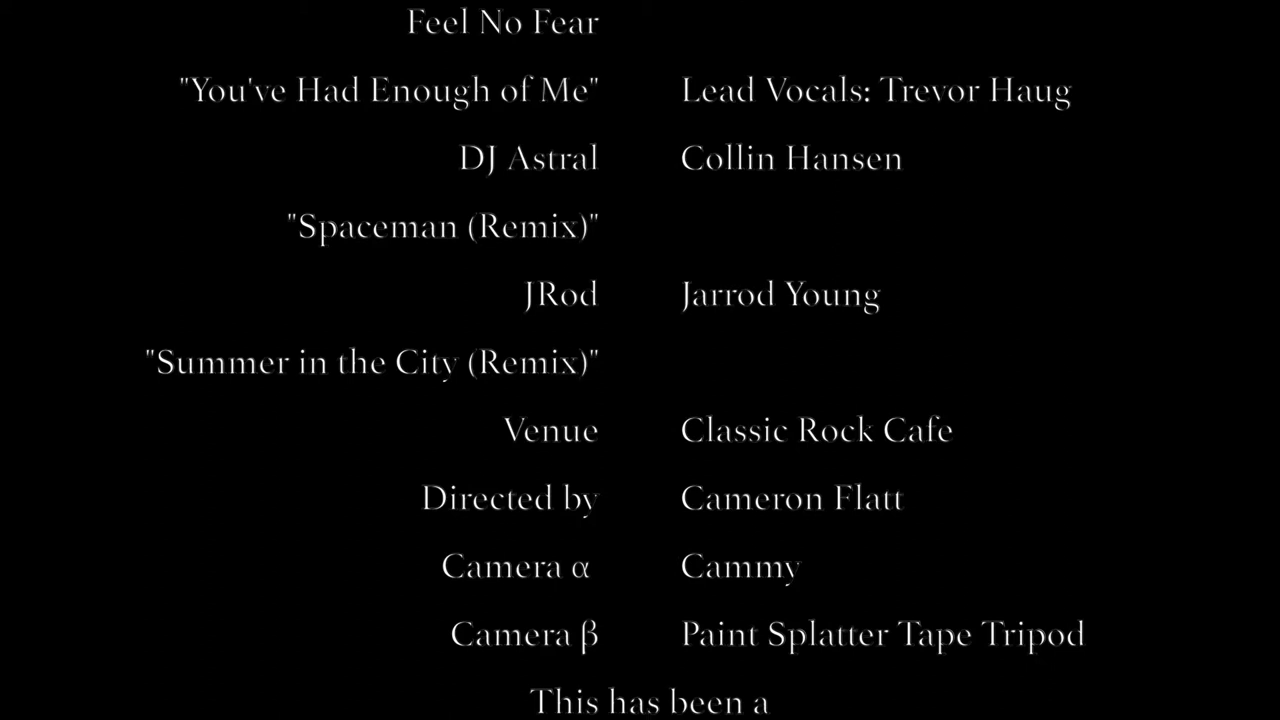 Feel No Fear
"You've Had Enough of Me" Lead Vocals: Trevor Haug
DJ Astral Collin Hansen
"Spaceman (Remix)"
JRod Jarrod Young
"Summer in the City (Remix)"
Venue Classic Rock Cafe
Directed by Cameron Flatt
Camera α Cammy
Camera β Paint Splatter Tape Tripod
This has been a